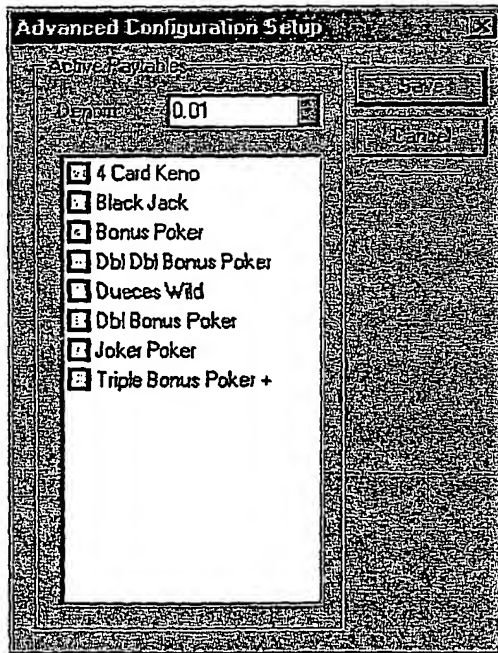 Advanced Configuration Setup
Active Paytables
Denom: 0.01
Save
Cancel
4 Card Keno
Black Jack
Bonus Poker
Dbl Dbl Bonus Poker
Dueces Wild
Dbl Bonus Poker
Joker Poker
Triple Bonus Poker +